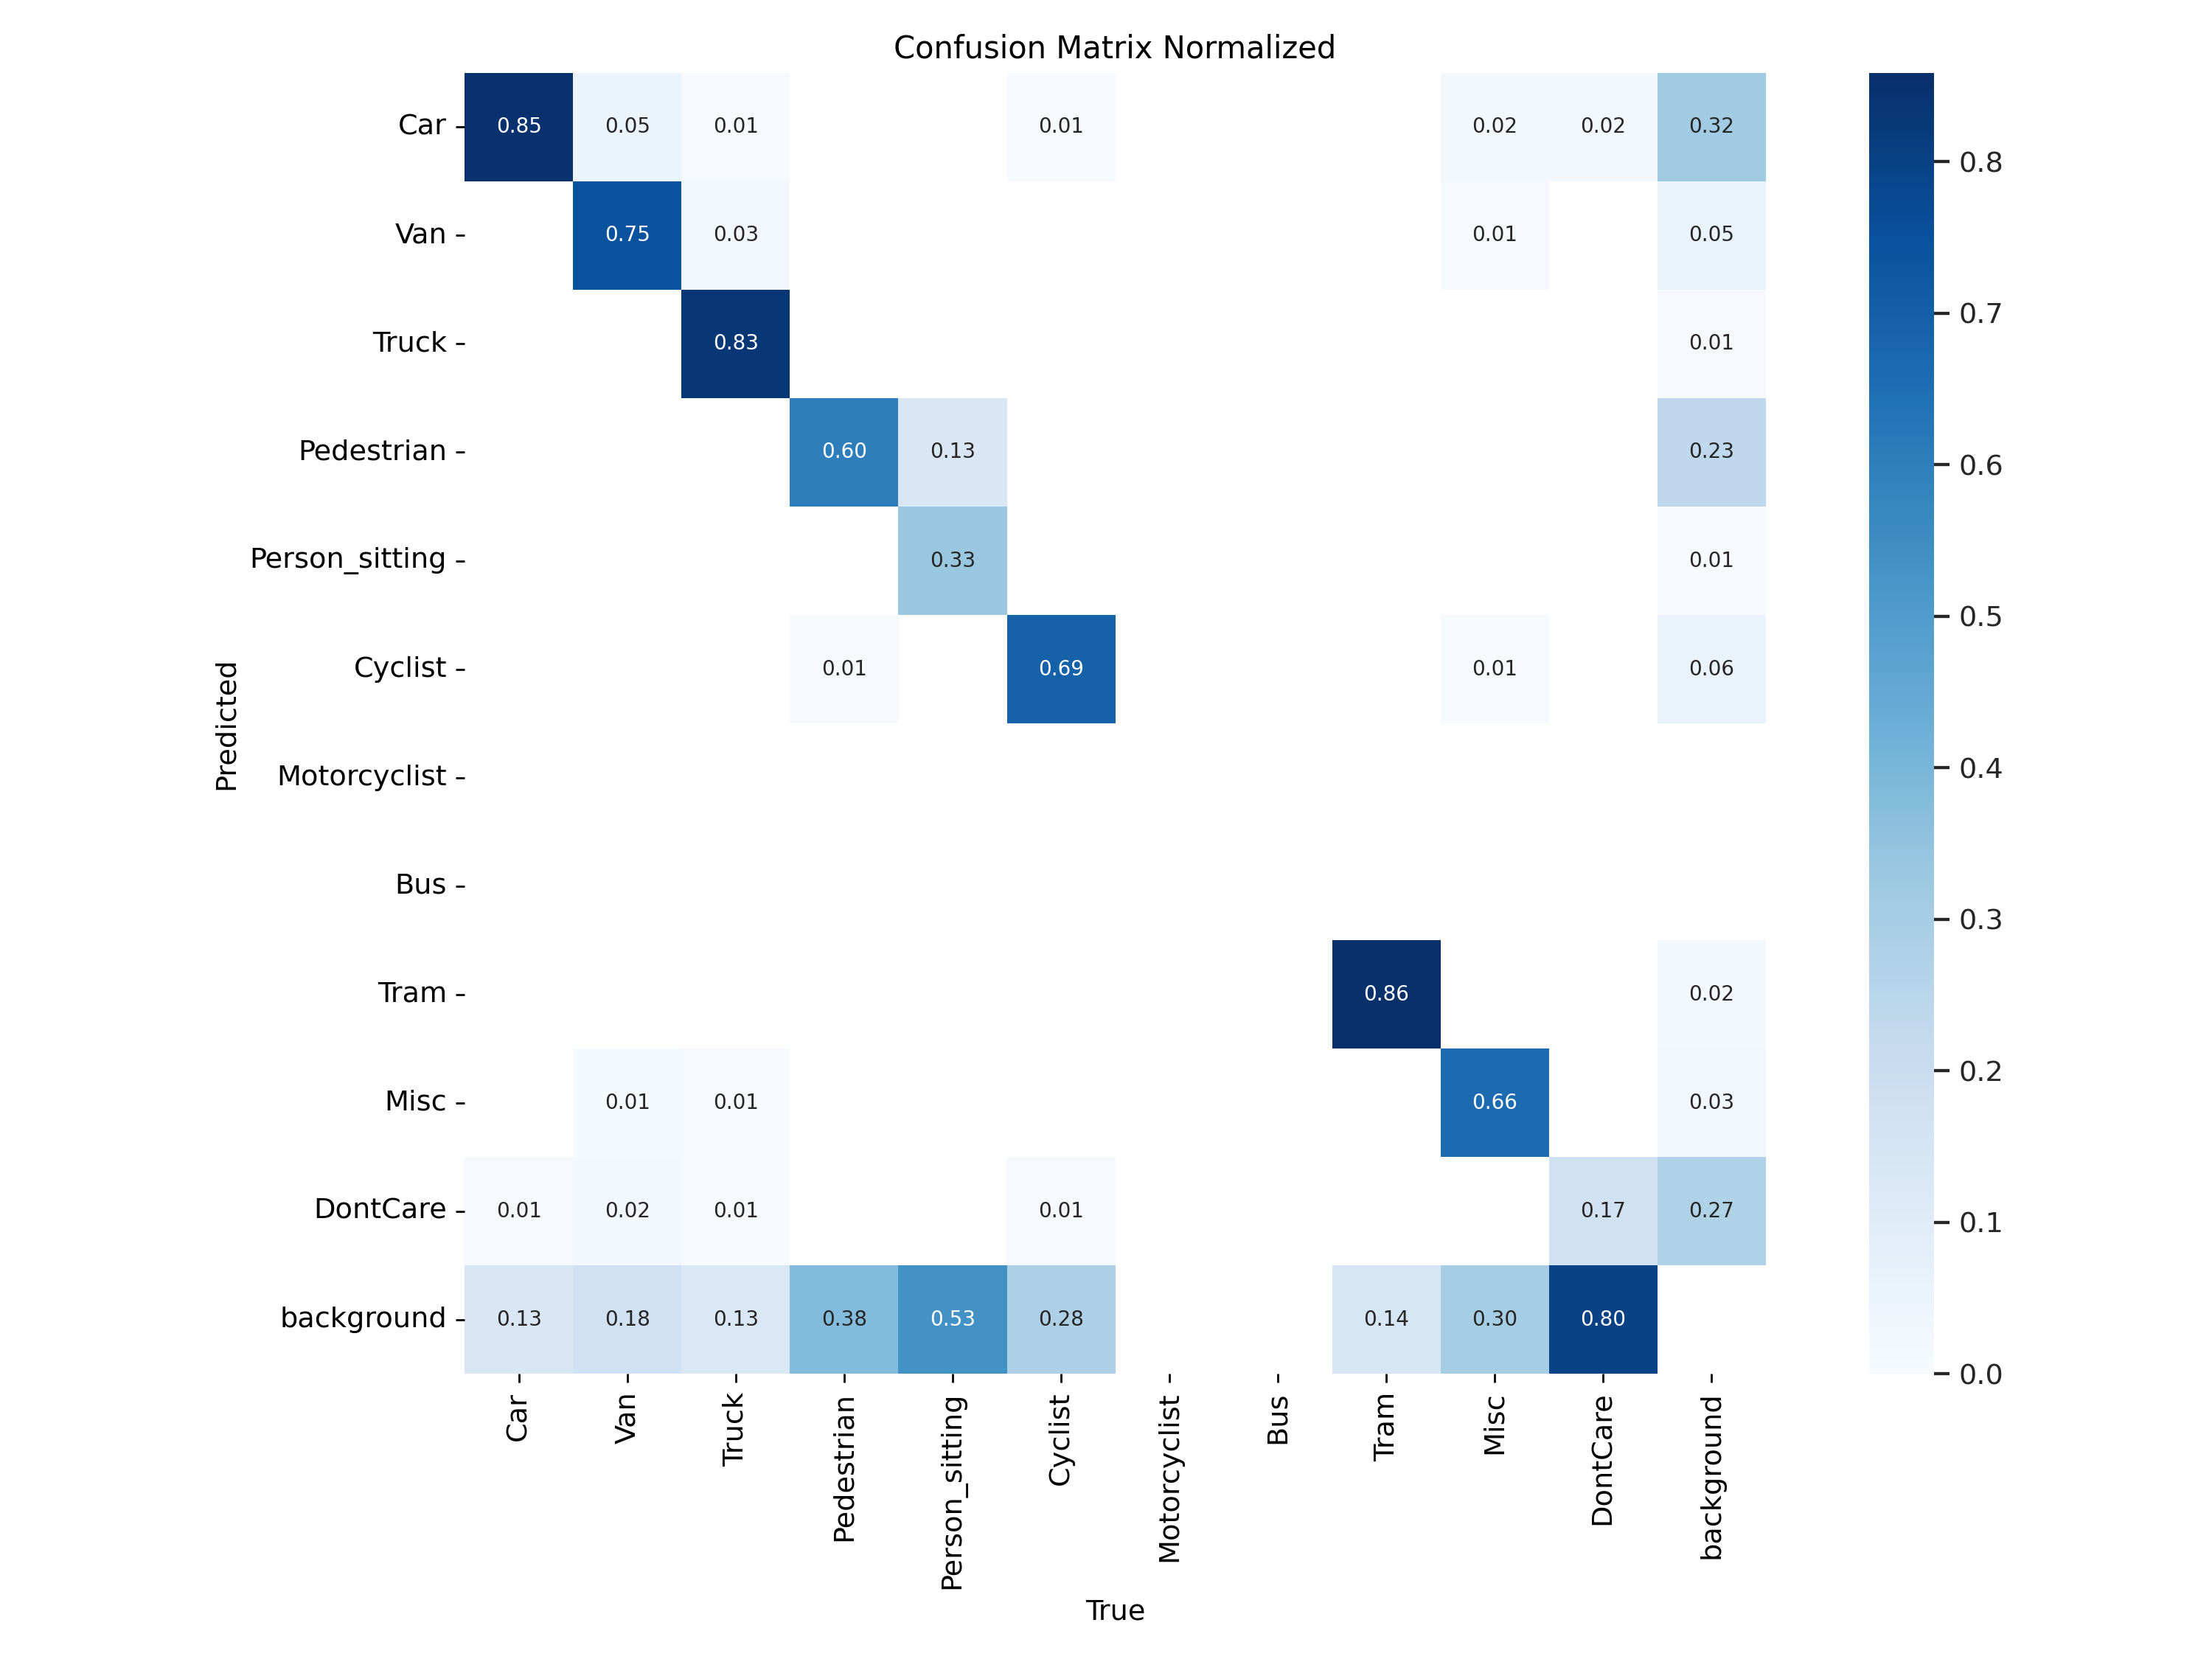 Confusion Matrix Normalized
Car 0.85 0.05 0.01 0.01 0.02 0.02 0.32
Van 0.75 0.03 0.01 0.05
Truck 0.83 0.01
Pedestrian 0.60 0.13 0.23
Person_sitting 0.33 0.01
Cyclist 0.01 0.69 0.01 0.06
Motorcyclist
Bus
Tram 0.86 0.02
Misc 0.01 0.01 0.66 0.03
DontCare 0.01 0.02 0.01 0.01 0.17 0.27
background 0.13 0.18 0.13 0.38 0.53 0.28 0.14 0.30 0.80
Predicted
Car Van Truck Pedestrian Person_sitting Cyclist Motorcyclist Bus Tram Misc DontCare background
True
0.8
0.7
0.6
0.5
0.4
0.3
0.2
0.1
0.0